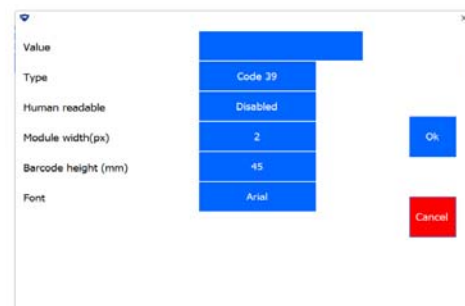 Value
Type Code 39
Human readable Disabled
Module width(px) 2
Ok
Barcode height (mm) 45
Font Arial
Cancel